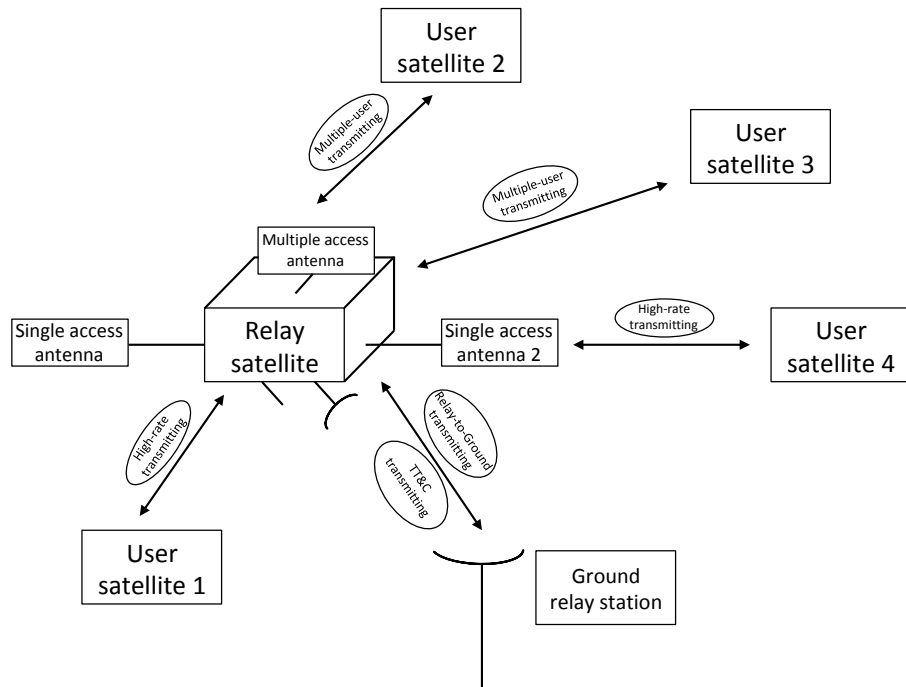 User
satellite 2
Multiple-user
transmitting
User
satellite 3
Multiple-user
transmitting
Multiple access
antenna
Single access
antenna
Relay
satellite
Single access
antenna 2
High-rate
transmitting
User
satellite 4
High-rate
transmitting
Relay-to-Ground
transmitting
TT&C
transmitting
User
satellite 1
Ground
relay station